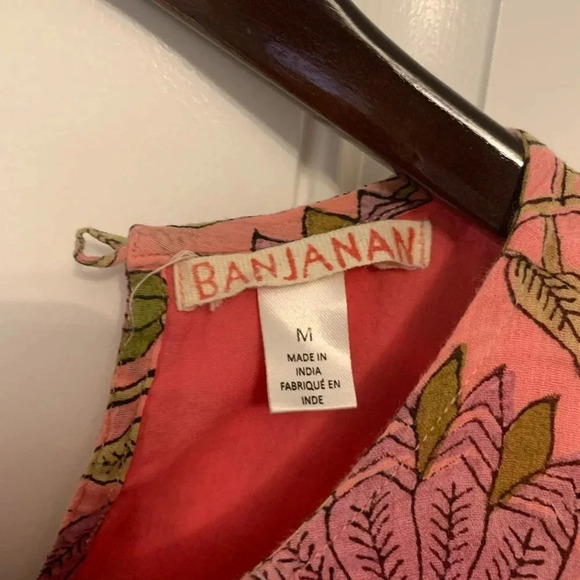 BANJANAN
M
MADE IN
INDIA
FABRIQUÉ EN
INDE